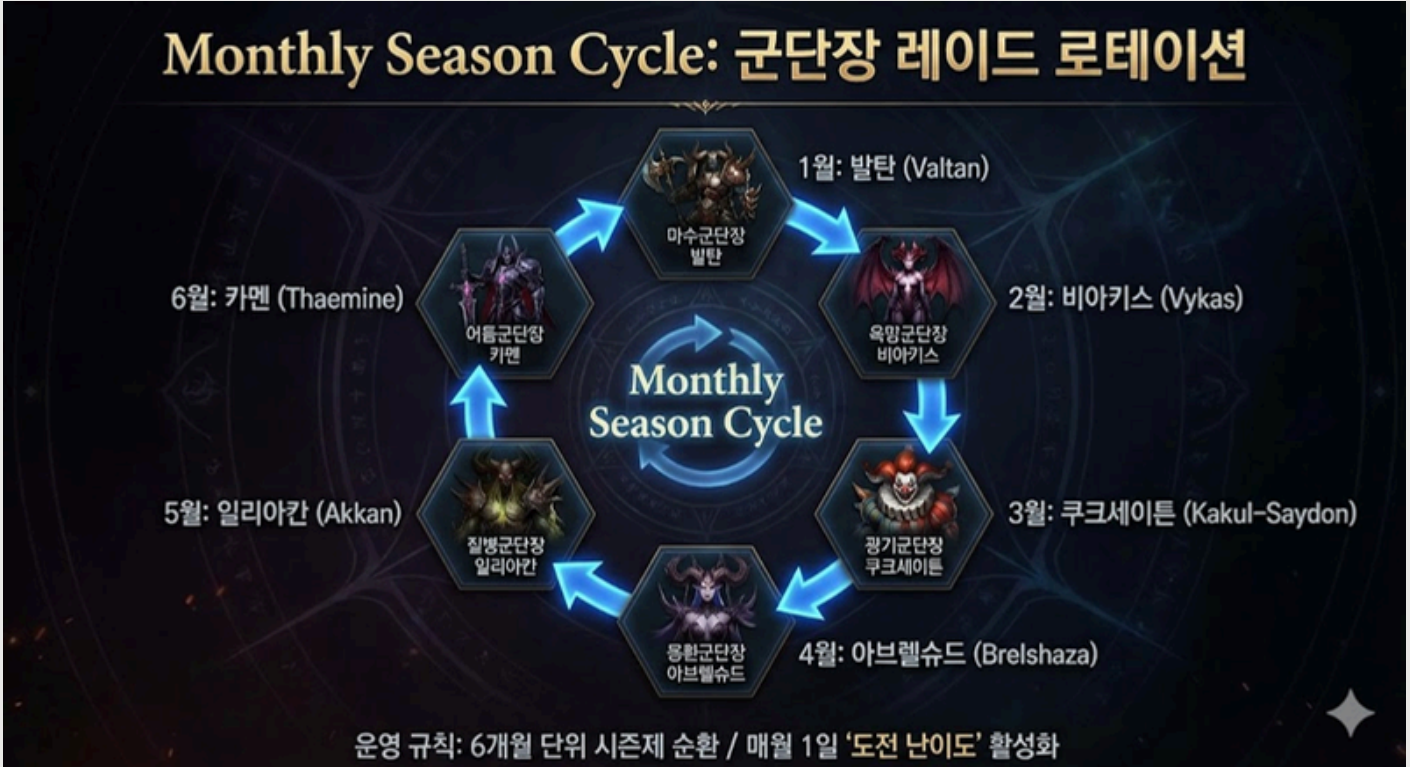 Monthly Season Cycle: 군단장 레이드 로테이션
1월: 발탄 (Valtan)
마수군단장
발탄
6월: 카멘 (Thaemine)
어듬군단장
키멘
2월: 비아키스 (Vykas)
욕망군단장
비아키스
Monthly
Season Cycle
5월: 일리아칸 (Akkan)
질병군단장
일리아칸
3월: 쿠크세이튼 (Kakul-Saydon)
광기군단장
쿠크세이튼
군단장
아브렐슈드
4월: 아브렐슈드 (Brelshaza)
운영 규칙: 6개월 단위 시즌제 순환 / 매월 1일 ‘도전 난이도’ 활성화